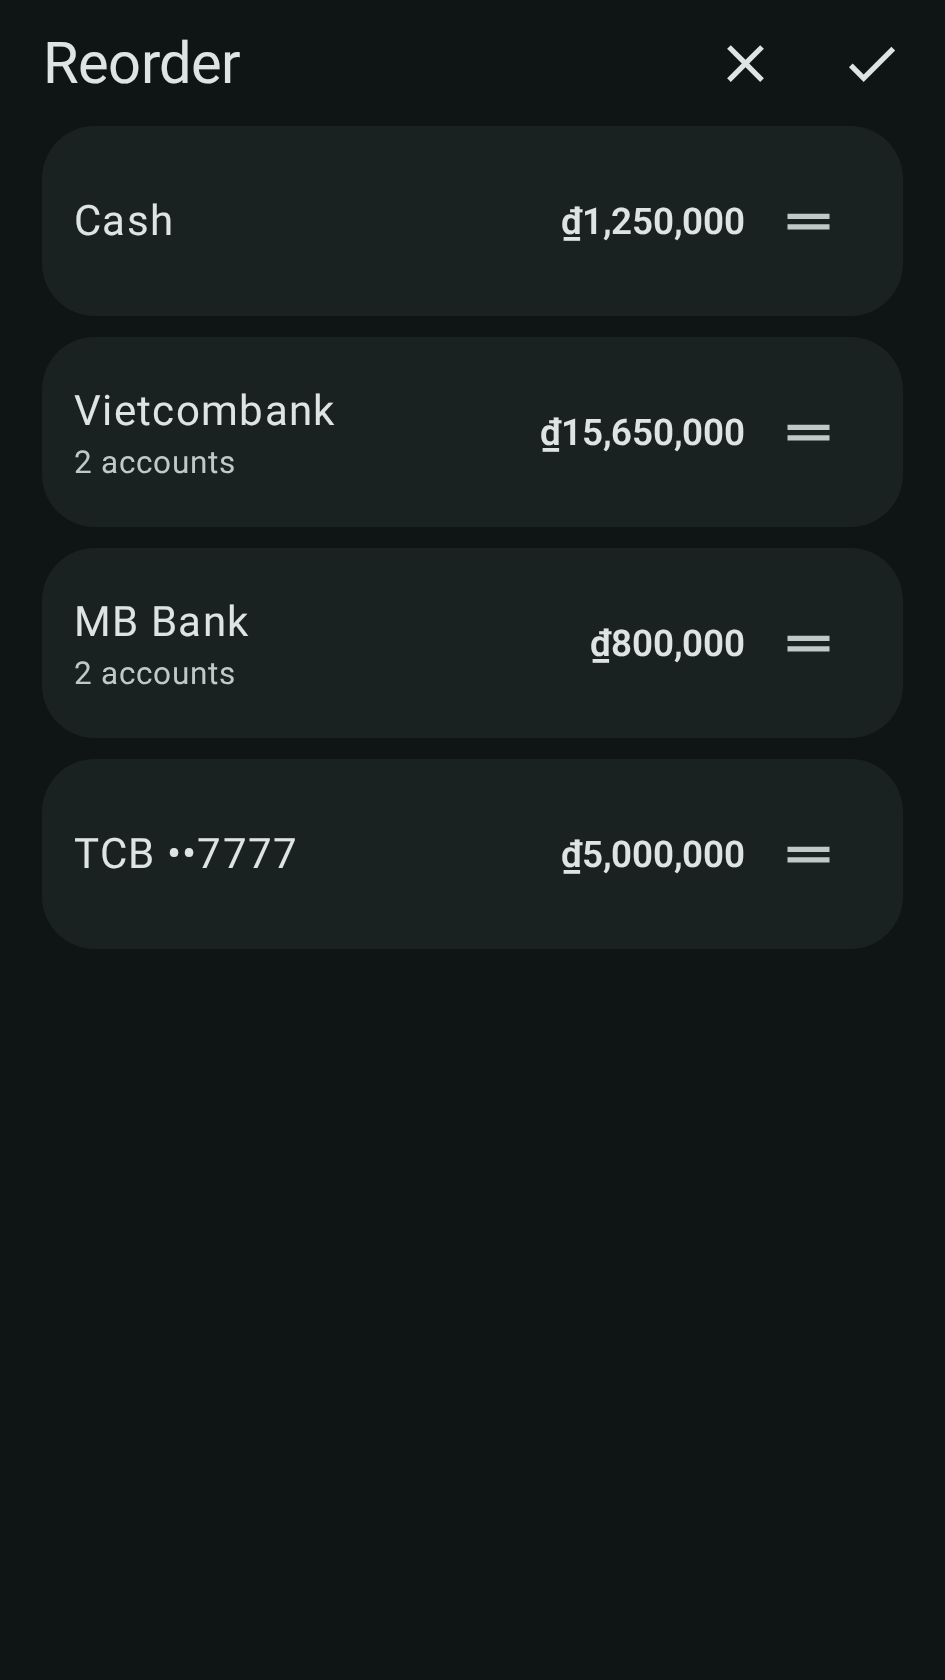 Reorder
Cash
₫1,250,000
Vietcombank
2 accounts
₫15,650,000
MB Bank
2 accounts
₫800,000
TCB ••7777
₫5,000,000